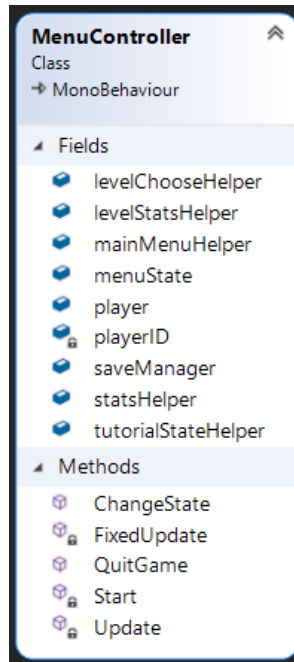 MenuController
Class
MonoBehaviour
Fields
levelChooseHelper
levelStatsHelper
mainMenuHelper
menuState
player
playerID
saveManager
statsHelper
tutorialStateHelper
Methods
ChangeState
FixedUpdate
QuitGame
Start
Update